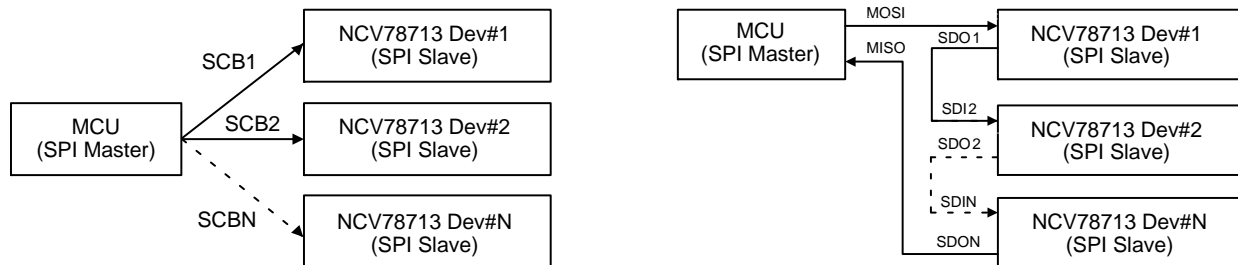 MCU
(SPI Master)
SCB1
SCB2
SCBN
NCV78713 Dev#1
(SPI Slave)
NCV78713 Dev#2
(SPI Slave)
NCV78713 Dev#N
(SPI Slave)
MCU
(SPI Master)
MOSI
MISO
SDO1
SDI2
SDO2
SDIN
SDON
NCV78713 Dev#1
(SPI Slave)
NCV78713 Dev#2
(SPI Slave)
NCV78713 Dev#N
(SPI Slave)